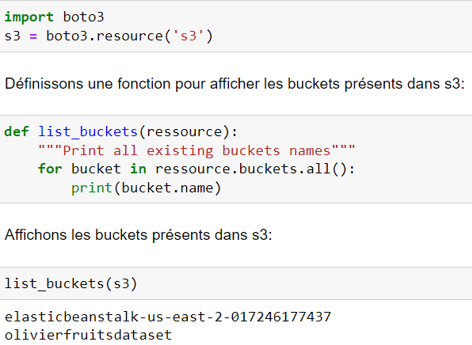 import boto3
s3 = boto3.resource('s3')
Définissons une fonction pour afficher les buckets présents dans s3:
def list_buckets(ressource):
    """Print all existing buckets names"""
    for bucket in ressource.buckets.all():
        print(bucket.name)
Affichons les buckets présents dans s3:
list_buckets(s3)
elasticbeanstalk-us-east-2-017246177437
olivierfruitsdataset